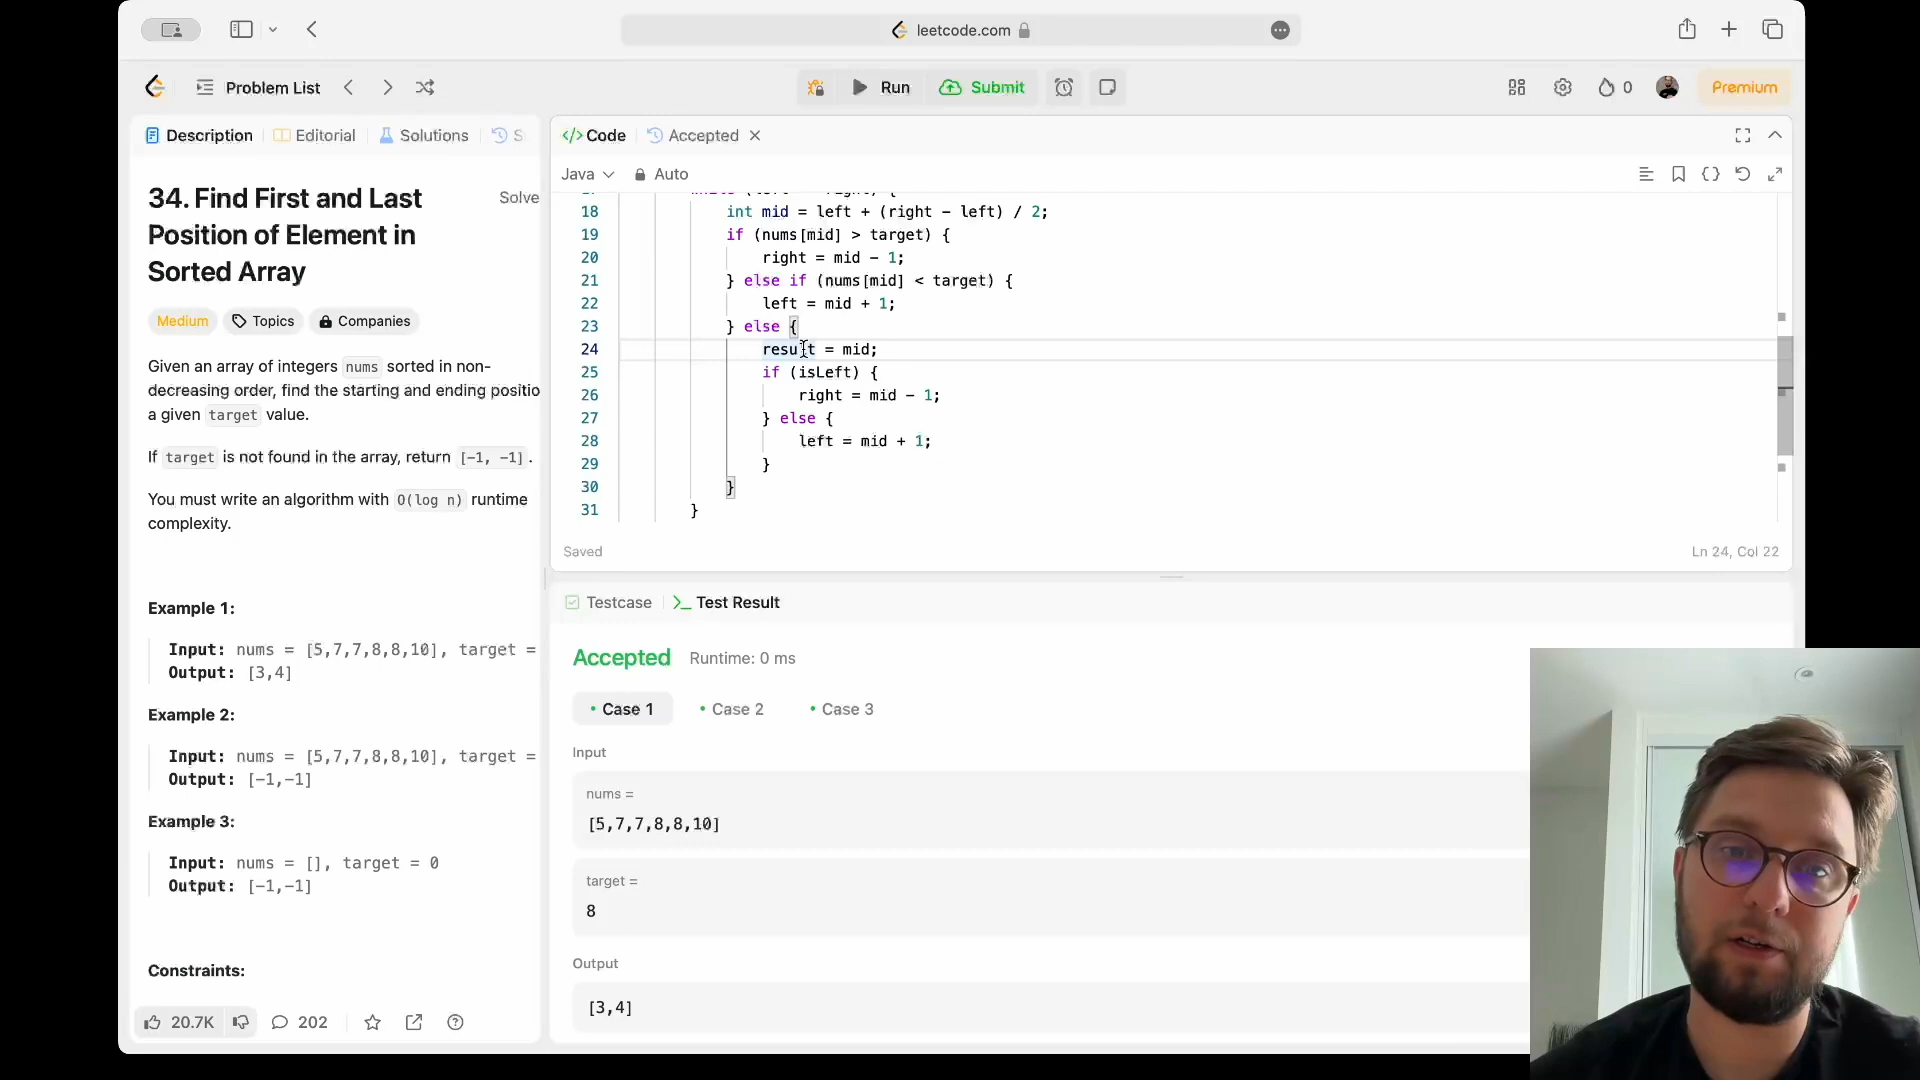 leetcode.com
Problem List
Run
Submit
0
Premium
Description
Editorial
Solutions
S
34. Find First and Last
Position of Element in
Sorted Array
Solve
Medium
Topics
Companies
Given an array of integers nums sorted in non-
decreasing order, find the starting and ending positio
a given target value.
If target is not found in the array, return [-1, -1].
You must write an algorithm with O(log n) runtime
complexity.
Example 1:
Input: nums = [5,7,7,8,8,10], target =
Output: [3,4]
Example 2:
Input: nums = [5,7,7,8,8,10], target =
Output: [-1,-1]
Example 3:
Input: nums = [], target = 0
Output: [-1,-1]
Constraints:
20.7K
202
</> Code
Accepted
Java
Auto
18 int mid = left + (right - left) / 2;
19 if (nums[mid] > target) {
20 right = mid - 1;
21 } else if (nums[mid] < target) {
22 left = mid + 1;
23 } else {
24 result = mid;
25 if (isLeft) {
26 right = mid - 1;
27 } else {
28 left = mid + 1;
29 }
30 }
31 }
Saved
Ln 24, Col 22
Testcase
>_ Test Result
Accepted
Runtime: 0 ms
• Case 1
• Case 2
• Case 3
Input
nums =
[5,7,7,8,8,10]
target =
8
Output
[3,4]